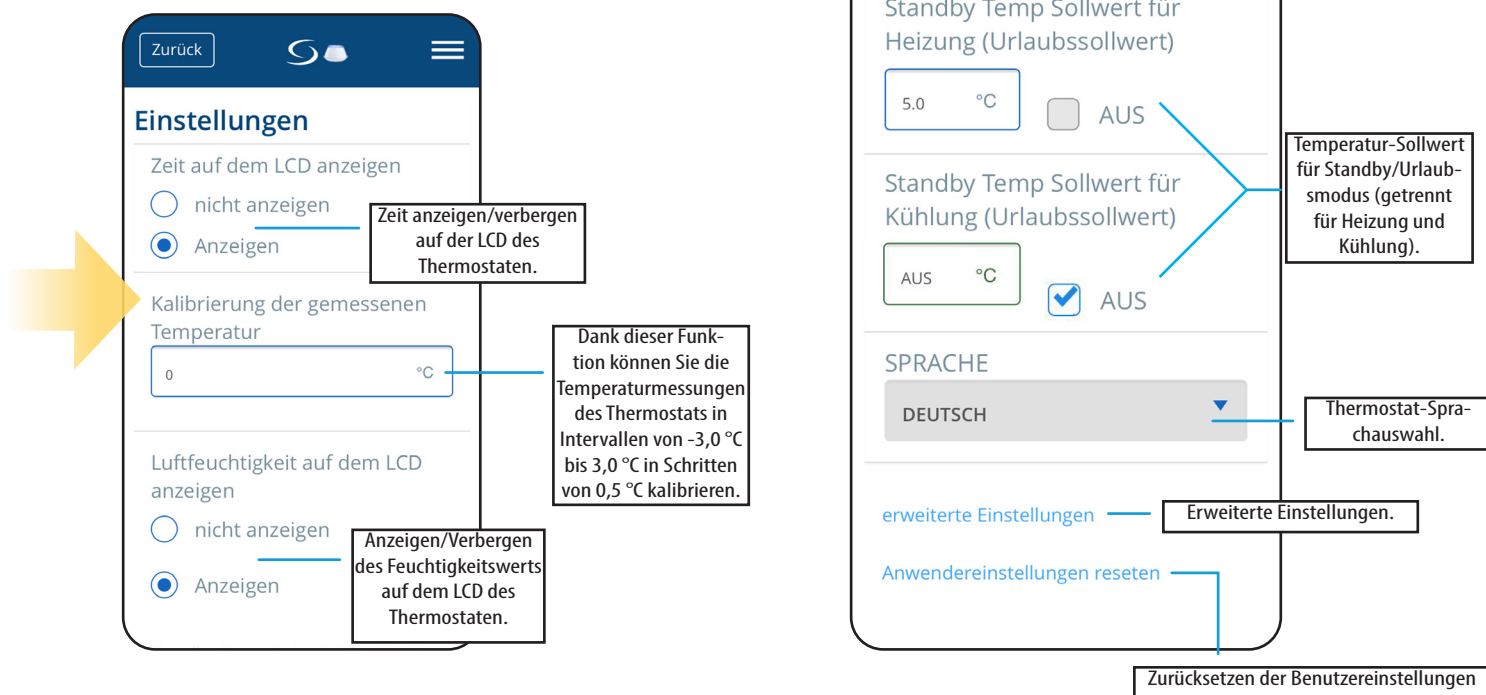 Zurück
Einstellungen
Zeit auf dem LCD anzeigen
nicht anzeigen
Anzeigen
Zeit anzeigen/verbergen
auf der LCD des
Thermostaten.
Kalibrierung der gemessenen
Temperatur
0 °C
Dank dieser Funk-
tion können Sie die
Temperaturmessungen
des Thermostats in
Intervallen von -3,0 °C
bis 3,0 °C in Schritten
von 0,5 °C kalibrieren.
Luftfeuchtigkeit auf dem LCD
anzeigen
nicht anzeigen
Anzeigen
Anzeigen/Verbergen
des Feuchtigkeitswerts
auf dem LCD des
Thermostaten.
Standby Temp Sollwert für
Heizung (Urlaubssollwert)
5.0 °C AUS
Standby Temp Sollwert für
Kühlung (Urlaubssollwert)
AUS °C AUS
Temperatur-Sollwert
für Standby/Urlaub-
smodus (getrennt
für Heizung und
Kühlung).
SPRACHE
DEUTSCH
Thermostat-Spra-
chauswahl.
erweiterte Einstellungen
Erweiterte Einstellungen.
Anwendereinstellungen reseten
Zurücksetzen der Benutzereinstellungen